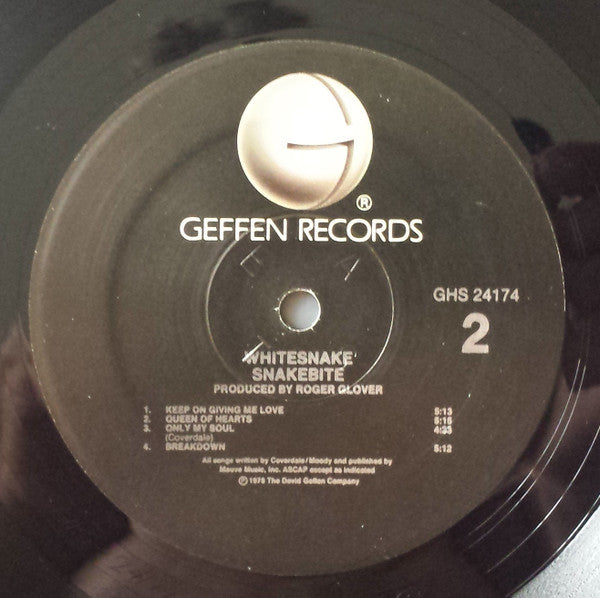 G
®
GEFFEN RECORDS
GHS 24174
2
WHITESNAKE
SNAKEBITE
PRODUCED BY ROGER GLOVER
1. KEEP ON GIVING ME LOVE 5:13
2. QUEEN OF HEARTS 5:15
3. ONLY MY SOUL 4:33
(Coverdale)
4. BREAKDOWN 5:12
All songs written by Coverdale/Moody and published by
Mauve Music, Inc. ASCAP except as indicated
℗ 1978 The David Geffen Company